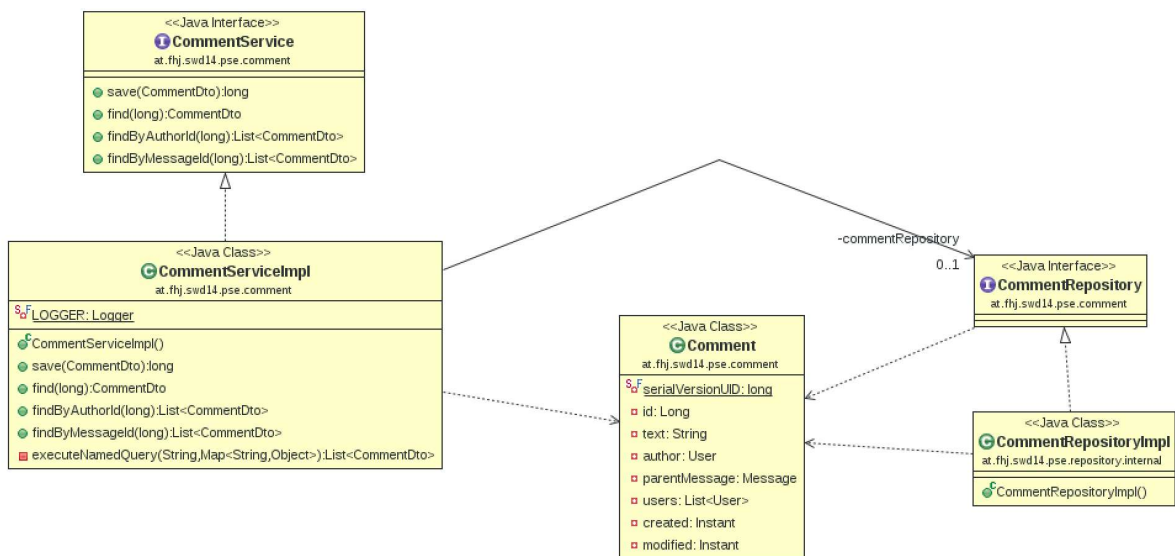 <<Java Interface>>
CommentService
at.fhj.swd14.pse.comment
save(CommentDto):long
find(long):CommentDto
findByAuthorId(long):List<CommentDto>
findByMessageId(long):List<CommentDto>
<<Java Class>>
CommentServiceImpl
at.fhj.swd14.pse.comment
LOGGER: Logger
CommentServiceImpl()
save(CommentDto):long
find(long):CommentDto
findByAuthorId(long):List<CommentDto>
findByMessageId(long):List<CommentDto>
executeNamedQuery(String,Map<String,Object>):List<CommentDto>
-commentRepository
0..1
<<Java Interface>>
CommentRepository
at.fhj.swd14.pse.comment
<<Java Class>>
Comment
at.fhj.swd14.pse.comment
serialVersionUID: long
id: Long
text: String
author: User
parentMessage: Message
users: List<User>
created: Instant
modified: Instant
<<Java Class>>
CommentRepositoryImpl
at.fhj.swd14.pse.repository.internal
CommentRepositoryImpl()